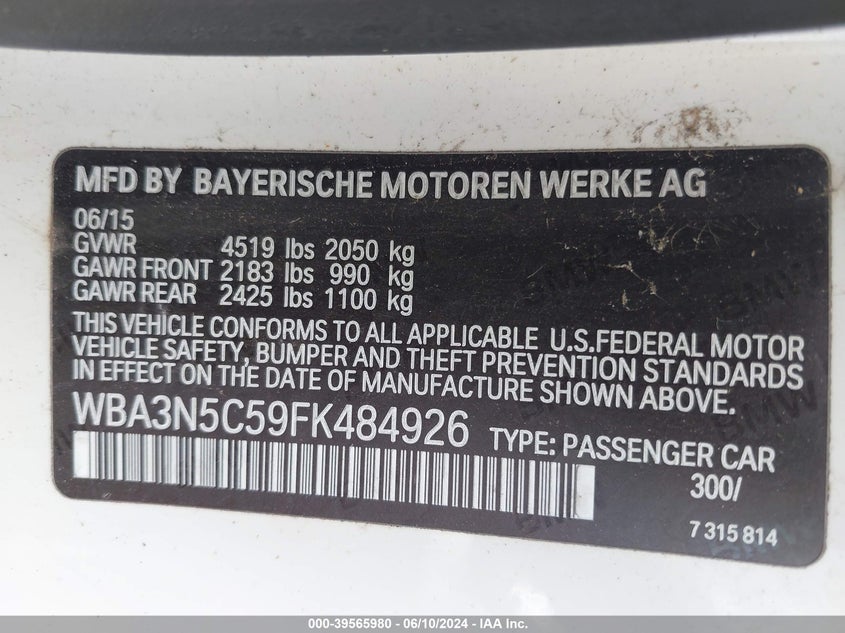 MFD BY BAYERISCHE MOTOREN WERKE AG
06/15
GVWR 4519 lbs 2050 kg
GAWR FRONT 2183 lbs 990 kg
GAWR REAR 2425 lbs 1100 kg
THIS VEHICLE CONFORMS TO ALL APPLICABLE U.S.FEDERAL MOTOR
VEHICLE SAFETY, BUMPER AND THEFT PREVENTION STANDARDS
IN EFFECT ON THE DATE OF MANUFACTURE SHOWN ABOVE.
WBA3N5C59FK484926 TYPE: PASSENGER CAR
300/
7 315 814
000-39565980 - 06/10/2024 - IAA Inc.